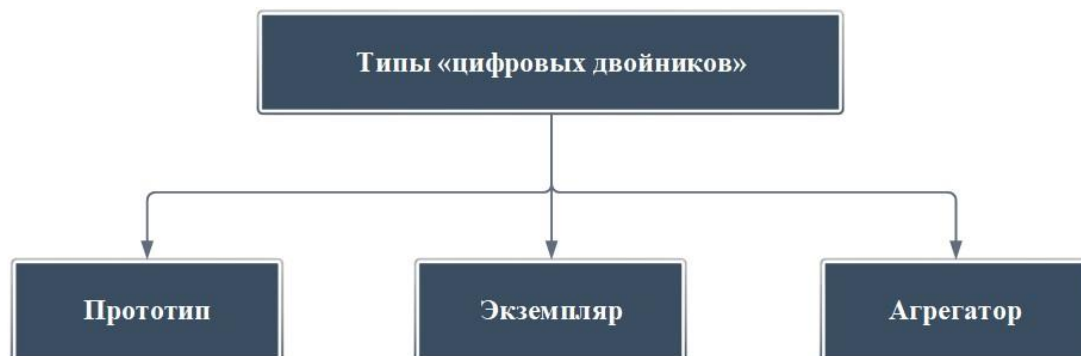 Типы «цифровых двойников»
Прототип
Экземпляр
Агрегатор